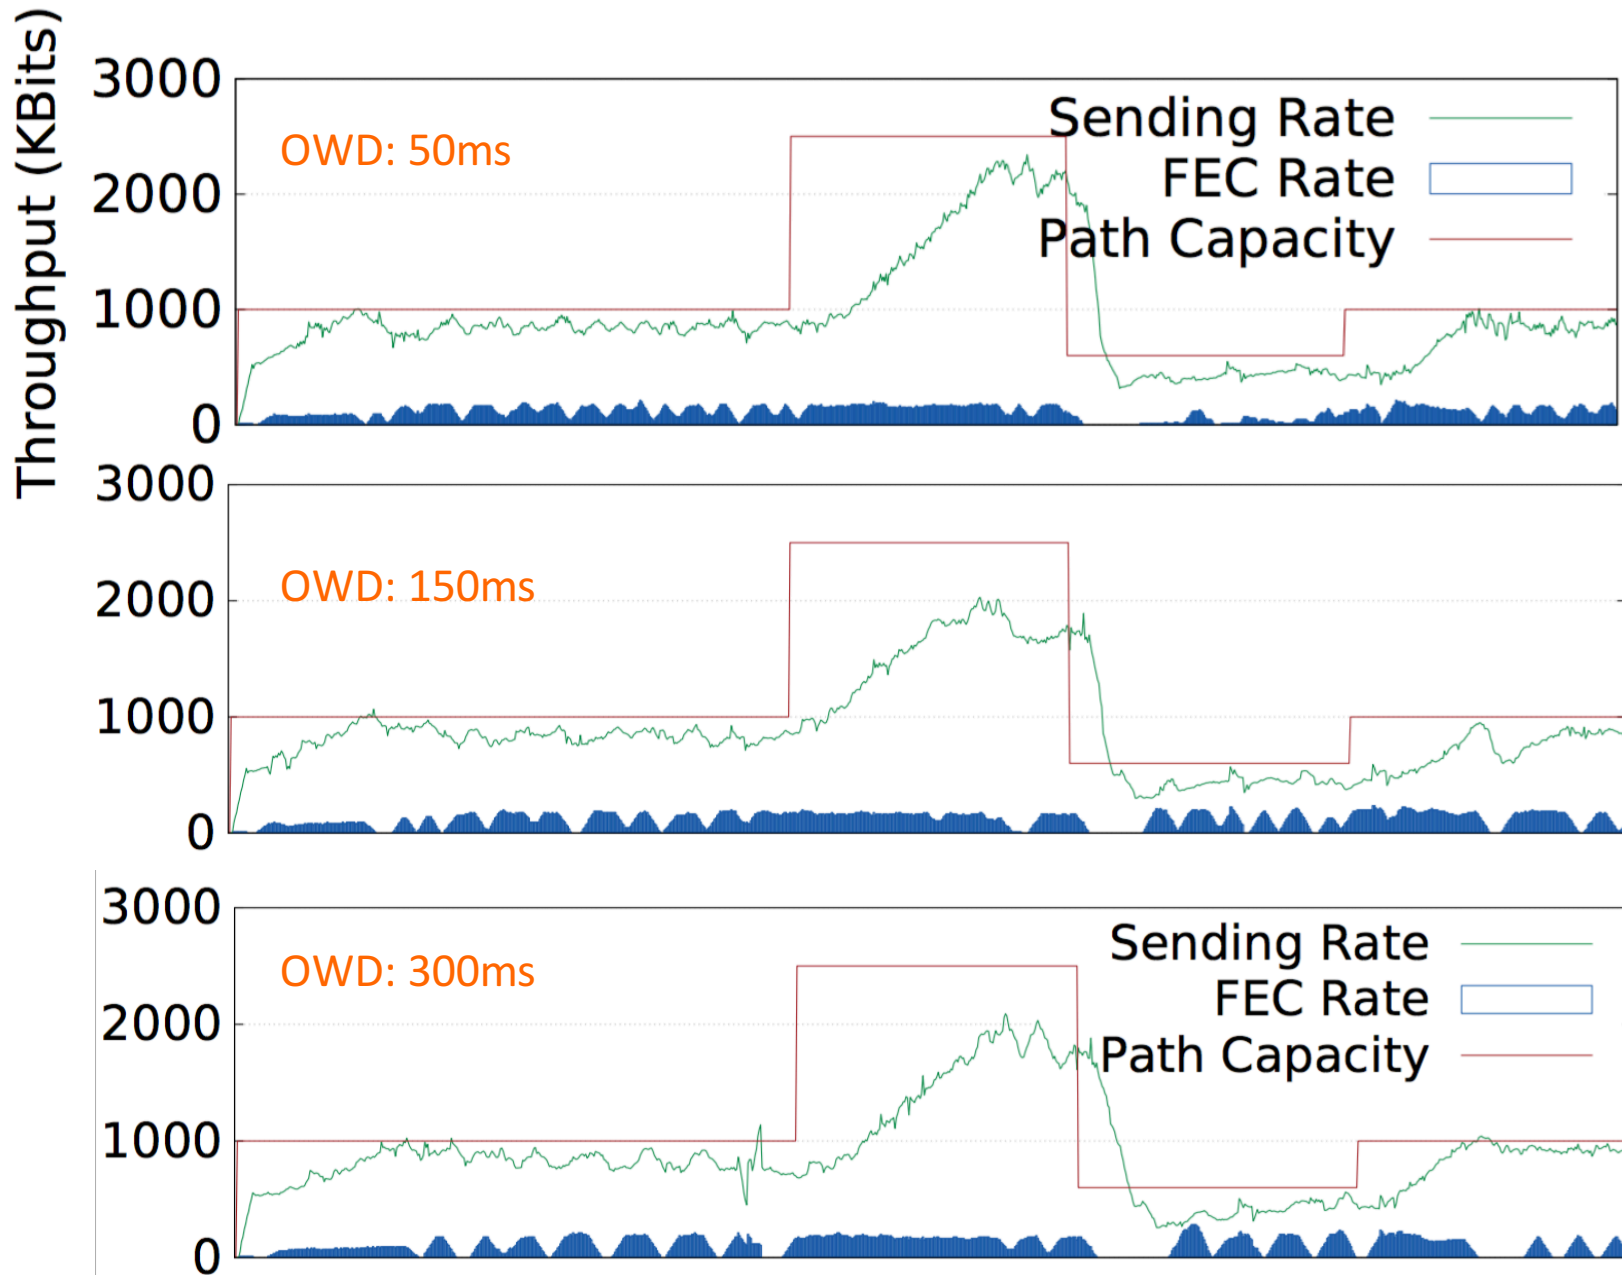 Throughput (KBits)
3000
2000
1000
0
OWD: 50ms
Sending Rate
FEC Rate
Path Capacity
3000
2000
1000
0
OWD: 150ms
3000
2000
1000
0
OWD: 300ms
Sending Rate
FEC Rate
Path Capacity